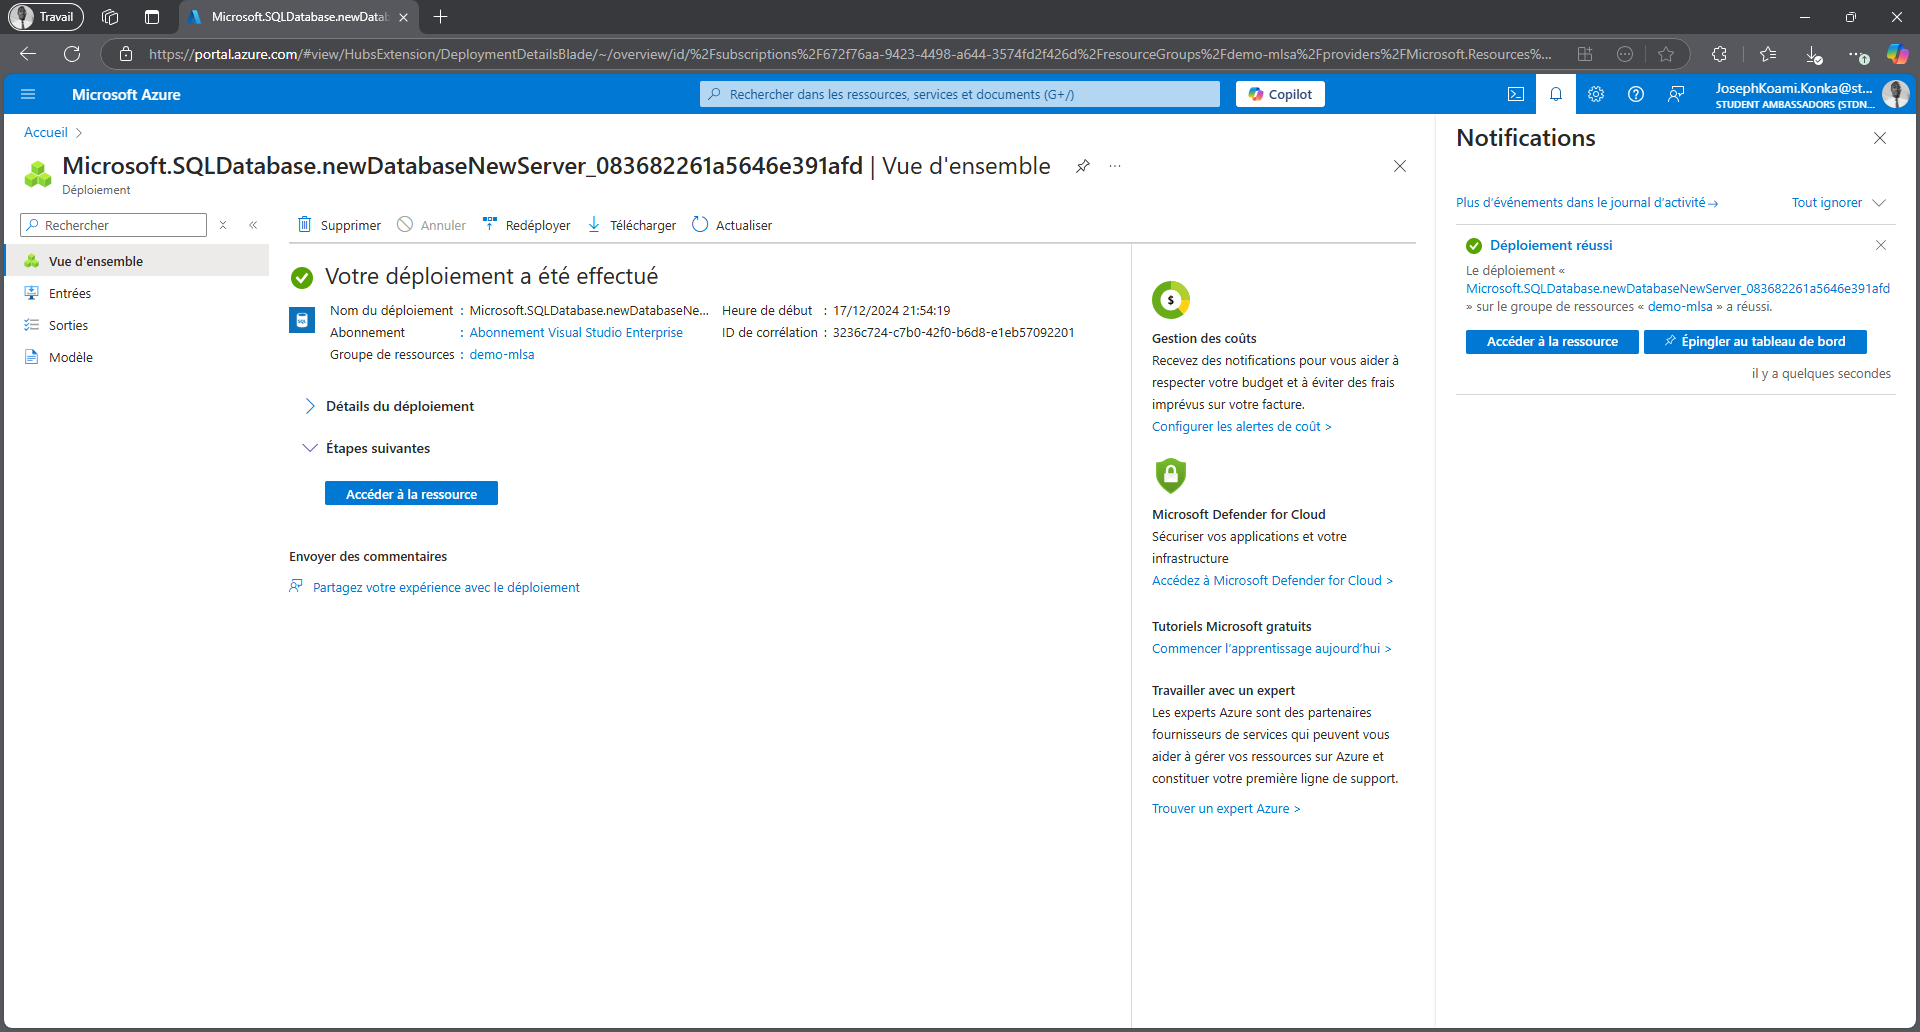 Travail
Microsoft.SQLDatabase.newDatab
https://portal.azure.com/#view/HubsExtension/DeploymentDetailsBlade/~/overview/id/%2Fsubscriptions%2F672f76aa-9423-4498-a644-3574fd2f426d%2FresourceGroups%2Fdemo-mlsa%2Fproviders%2FMicrosoft.Resources%...
Microsoft Azure
Rechercher dans les ressources, services et documents (G+/)
Copilot
JosephKoami.Konka@st...
STUDENT AMBASSADORS (STDN...
Accueil
Microsoft.SQLDatabase.newDatabaseNewServer_083682261a5646e391afd | Vue d'ensemble
Déploiement
Rechercher
Vue d'ensemble
Entrées
Sorties
Modèle
Supprimer
Annuler
Redéployer
Télécharger
Actualiser
Votre déploiement a été effectué
Nom du déploiement : Microsoft.SQLDatabase.newDatabaseNe...
Abonnement : Abonnement Visual Studio Enterprise
Groupe de ressources : demo-mlsa
Heure de début : 17/12/2024 21:54:19
ID de corrélation : 3236c724-c7b0-42f0-b6d8-e1eb57092201
Détails du déploiement
Étapes suivantes
Accéder à la ressource
Envoyer des commentaires
Partagez votre expérience avec le déploiement
Gestion des coûts
Recevez des notifications pour vous aider à
respecter votre budget et à éviter des frais
imprévus sur votre facture.
Configurer les alertes de coût >
Microsoft Defender for Cloud
Sécuriser vos applications et votre
infrastructure
Accédez à Microsoft Defender for Cloud >
Tutoriels Microsoft gratuits
Commencer l'apprentissage aujourd'hui >
Travailler avec un expert
Les experts Azure sont des partenaires
fournisseurs de services qui peuvent vous
aider à gérer vos ressources sur Azure et
constituer votre première ligne de support.
Trouver un expert Azure >
Notifications
Plus d'événements dans le journal d'activité→
Tout ignorer
Déploiement réussi
Le déploiement «
Microsoft.SQLDatabase.newDatabaseNewServer_083682261a5646e391afd
» sur le groupe de ressources « demo-mlsa » a réussi.
Accéder à la ressource
Épingler au tableau de bord
il y a quelques secondes